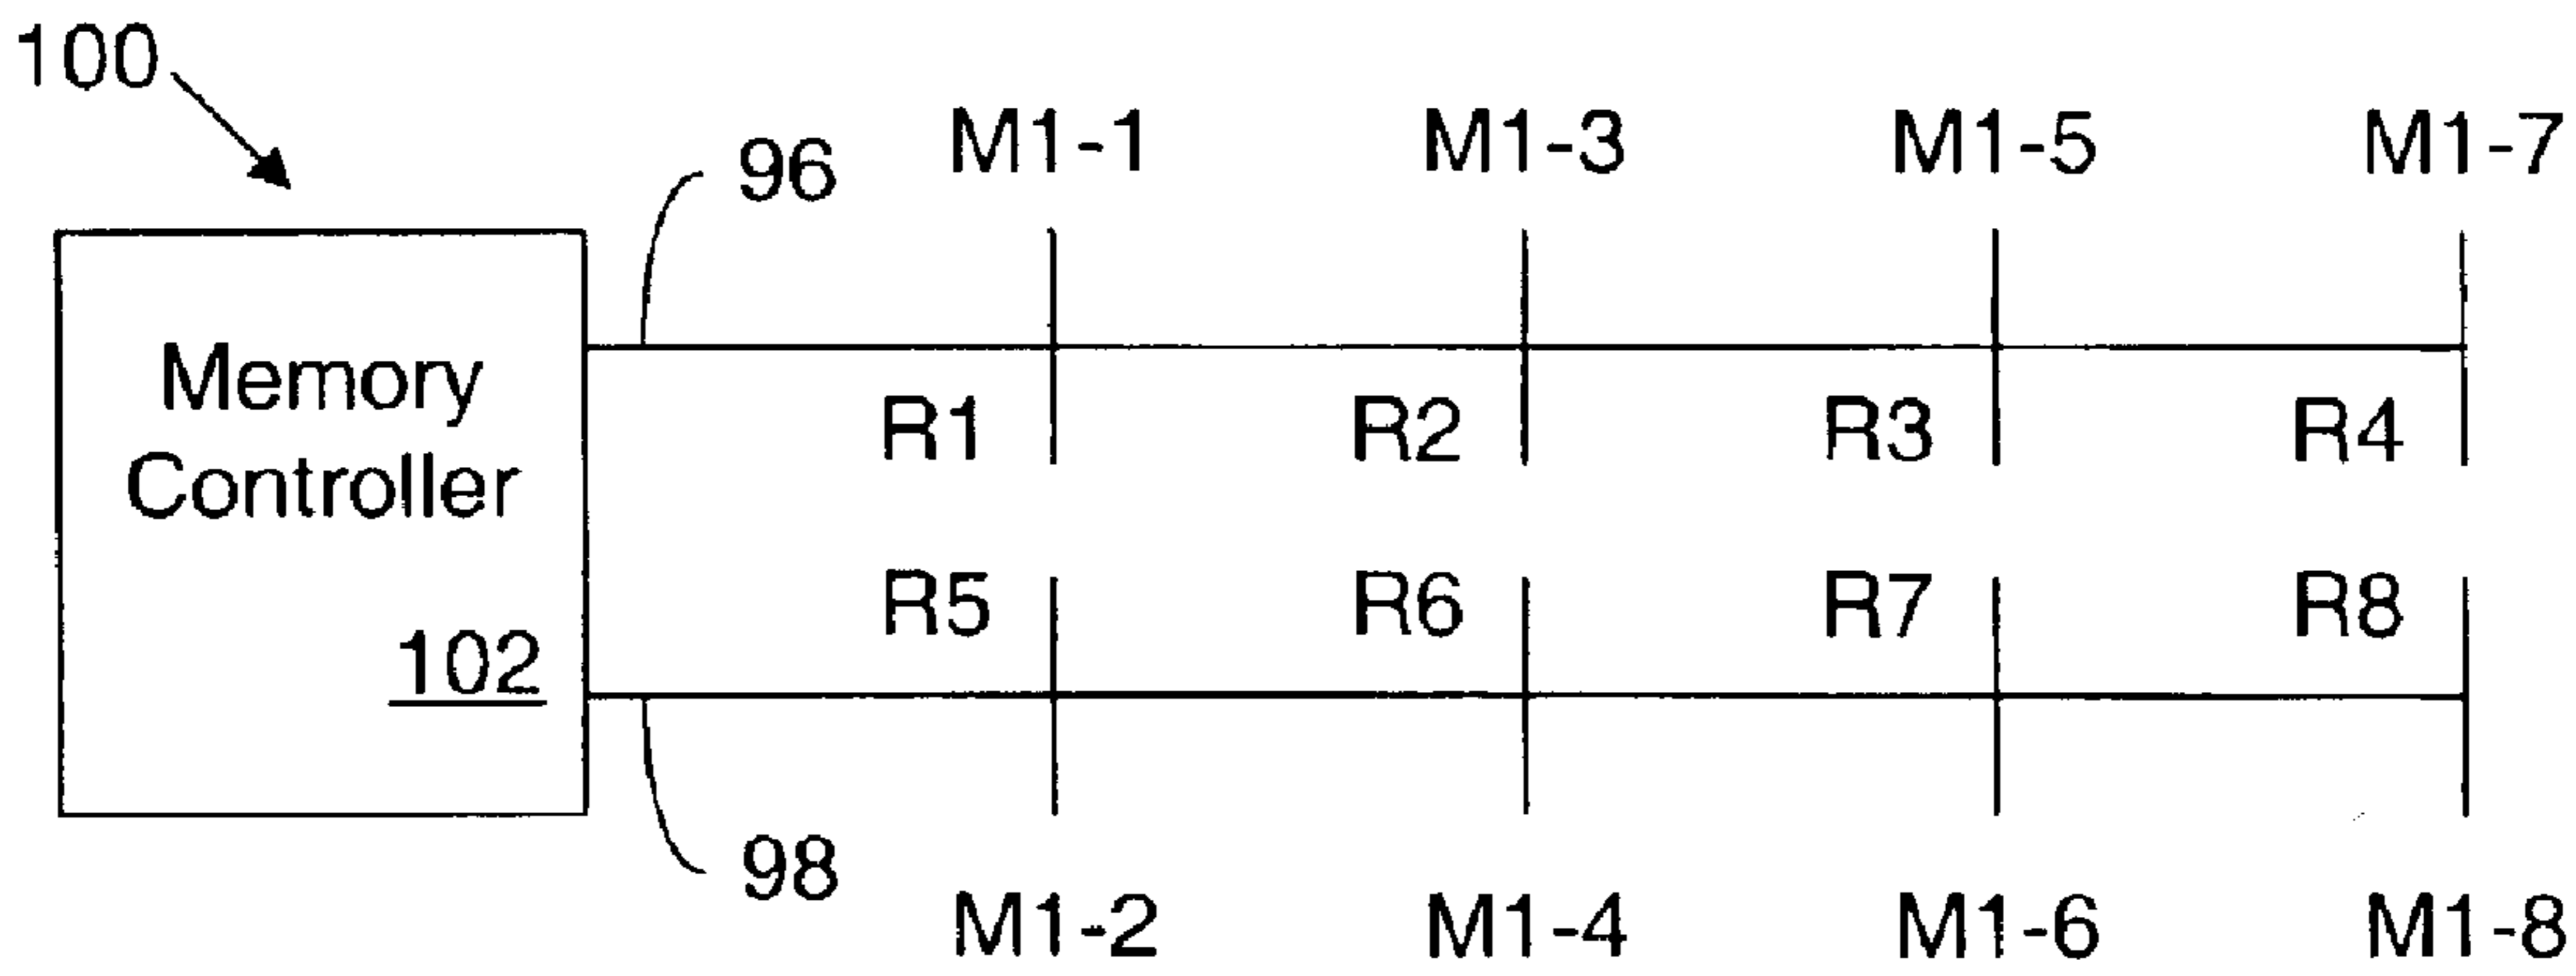 100
96
M1-1
M1-3
M1-5
M1-7
Memory
Controller
102
R1
R2
R3
R4
R5
R6
R7
R8
98
M1-2
M1-4
M1-6
M1-8